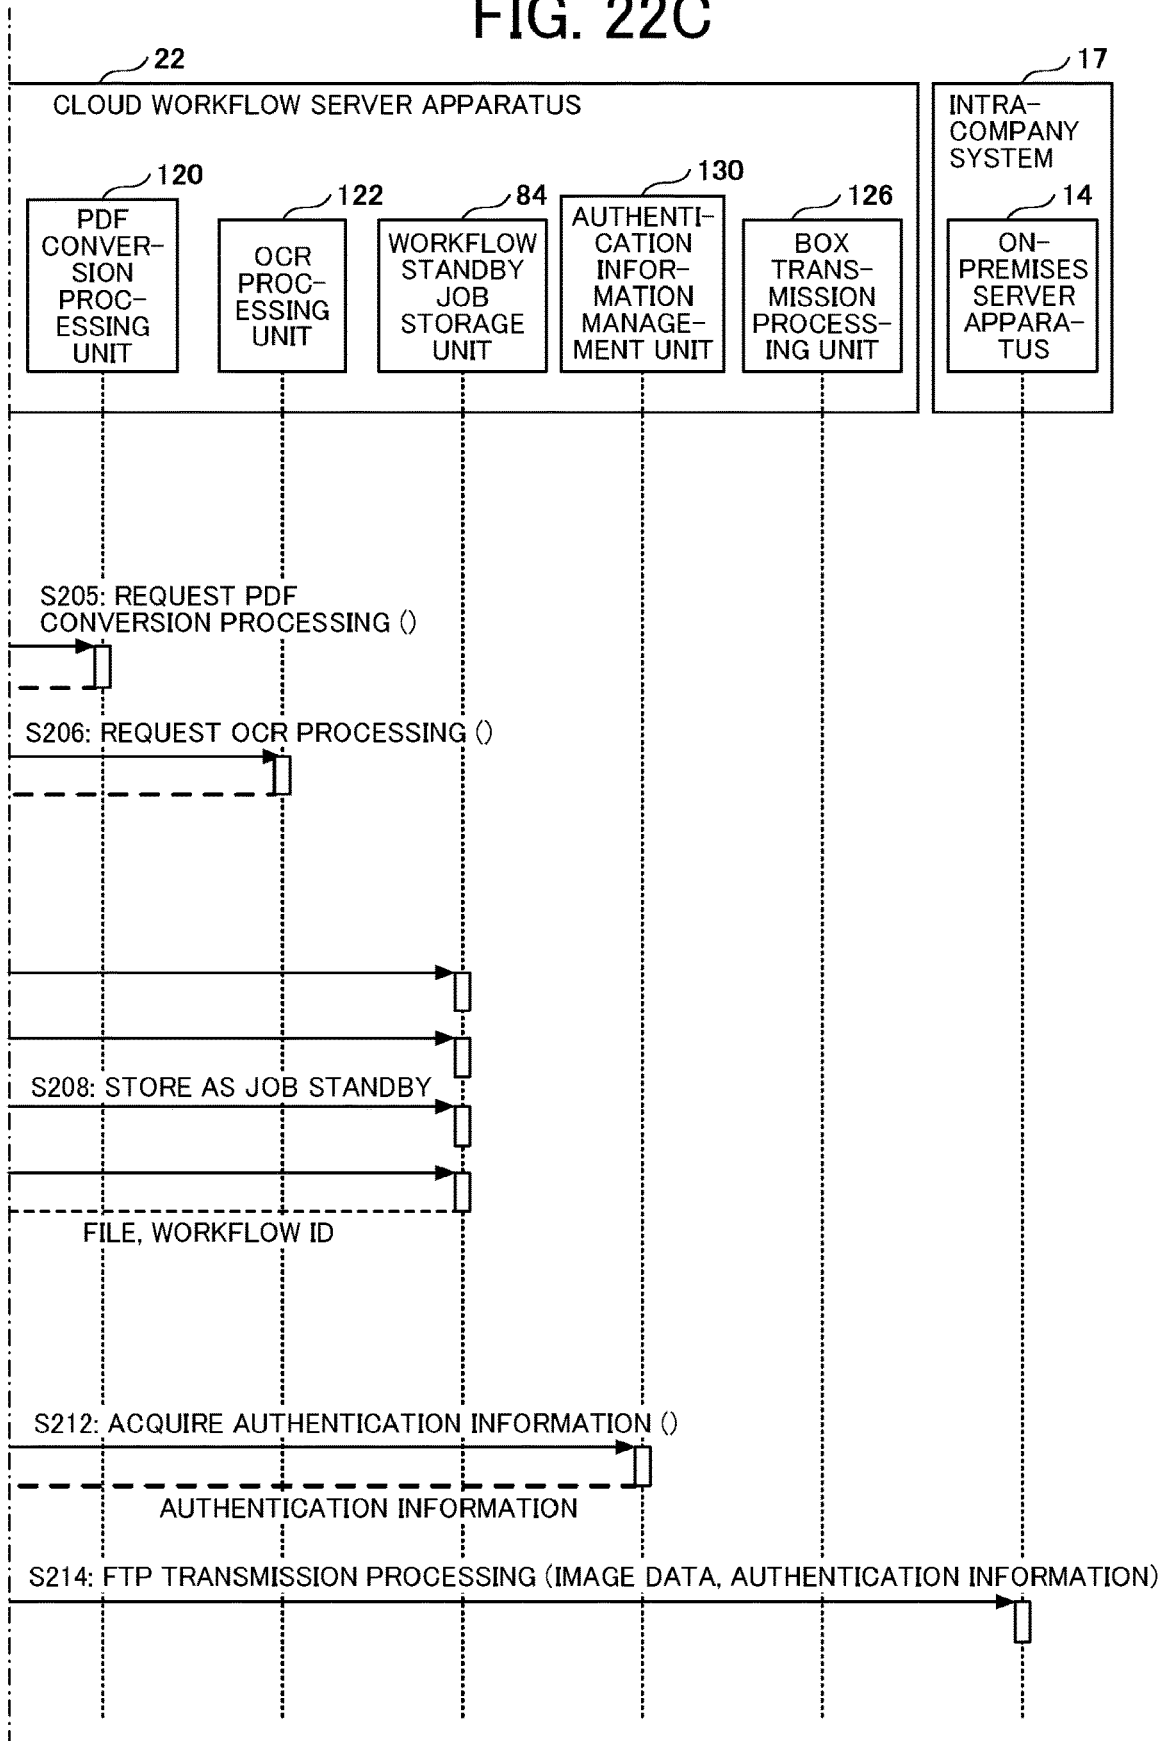 FIG. 22C
22
17
CLOUD WORKFLOW SERVER APPARATUS
INTRA-
COMPANY
SYSTEM
120
PDF
CONVER-
SION
PROC-
ESSING
UNIT
122
OCR
PROC-
ESSING
UNIT
84
WORKFLOW
STANDBY
JOB
STORAGE
UNIT
130
AUTHENTI-
CATION
INFOR-
MATION
MANAGE-
MENT UNIT
126
BOX
TRANS-
MISSION
PROCESS-
ING UNIT
14
ON-
PREMISES
SERVER
APPARA-
TUS
S205: REQUEST PDF
CONVERSION PROCESSING ()
S206: REQUEST OCR PROCESSING ()
S208: STORE AS JOB STANDBY
FILE, WORKFLOW ID
S212: ACQUIRE AUTHENTICATION INFORMATION ()
AUTHENTICATION INFORMATION
S214: FTP TRANSMISSION PROCESSING (IMAGE DATA, AUTHENTICATION INFORMATION)